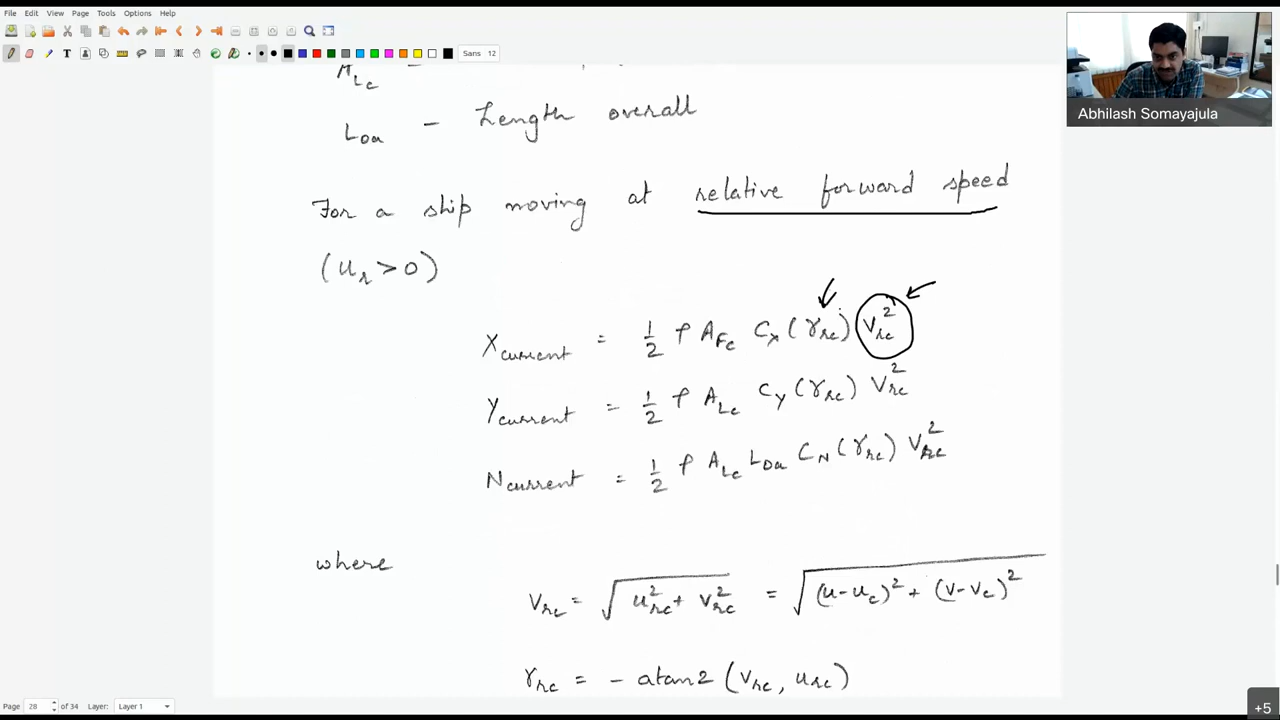 File Edit View Page Tools Options Help
Sans 12
Abhilash Somayajula
A_Lc -
L_oa - Length overall
For a ship moving at relative forward speed
(u_r > 0)
X_current = 1/2 ρ A_Fc C_X (γ_rc) V_rc^2
Y_current = 1/2 ρ A_Lc C_Y (γ_rc) V_rc^2
N_current = 1/2 ρ A_Lc L_oa C_N (γ_rc) V_rc^2
where
V_rc = √(u_rc^2 + v_rc^2) = √((u-u_c)^2 + (v-v_c)^2)
γ_rc = - atan2 (v_rc, u_rc)
Page 28 of 34 Layer: Layer 1
+5